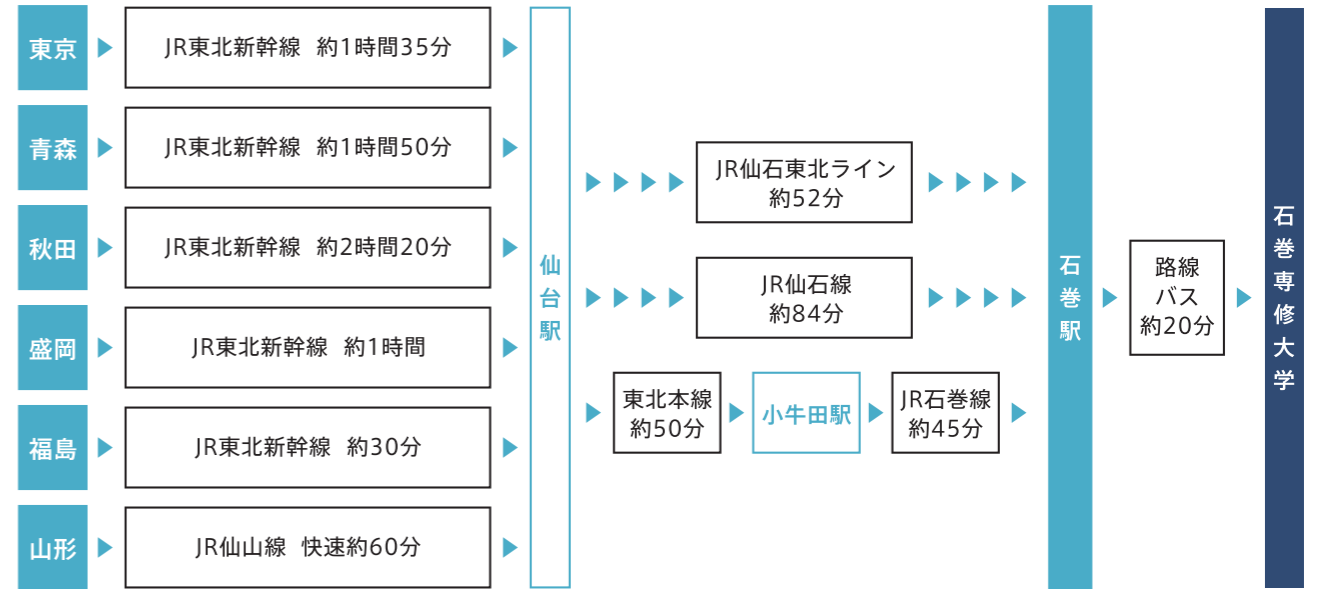 東京
JR東北新幹線 約1時間35分
青森
JR東北新幹線 約1時間50分
秋田
JR東北新幹線 約2時間20分
盛岡
JR東北新幹線 約1時間
福島
JR東北新幹線 約30分
山形
JR仙山線 快速約60分
仙台駅
JR仙石東北ライン
約52分
JR仙石線
約84分
東北本線
約50分
小牛田駅
JR石巻線
約45分
石巻駅
路線
バス
約20分
石巻専修大学